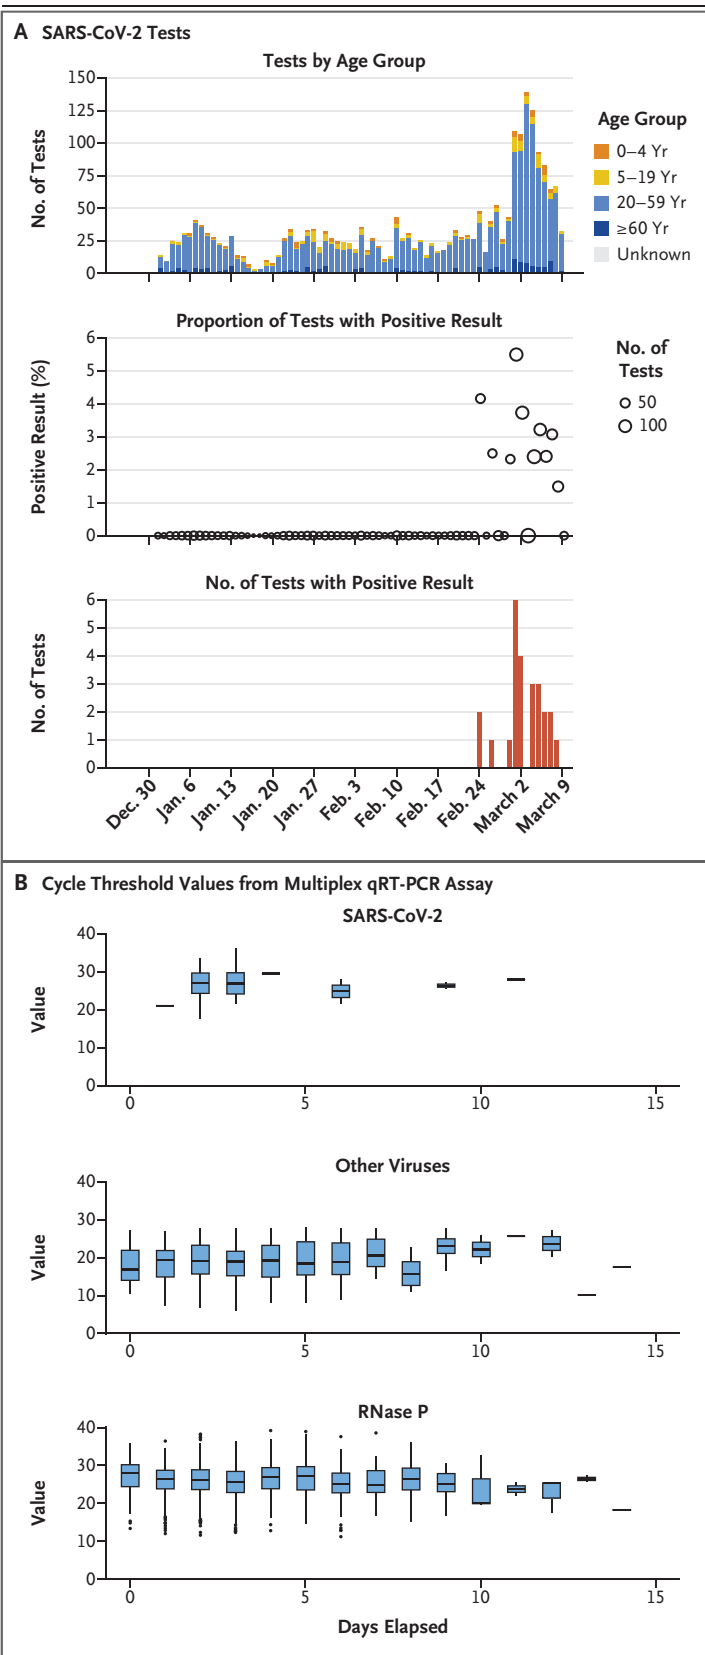 A SARS-CoV-2 Tests
Tests by Age Group
No. of Tests
150
125
100
75
50
25
0
Age Group
0–4 Yr
5–19 Yr
20–59 Yr
≥60 Yr
Unknown
Proportion of Tests with Positive Result
Positive Result (%)
6
5
4
3
2
1
0
No. of
Tests
50
100
No. of Tests with Positive Result
No. of Tests
6
5
4
3
2
1
0
Dec. 30
Jan. 6
Jan. 13
Jan. 20
Jan. 27
Feb. 3
Feb. 10
Feb. 17
Feb. 24
March 2
March 9
B Cycle Threshold Values from Multiplex qRT-PCR Assay
SARS-CoV-2
Value
40
30
20
10
0
0 5 10 15
Other Viruses
Value
40
30
20
10
0
0 5 10 15
RNase P
Value
40
30
20
10
0
0 5 10 15
Days Elapsed